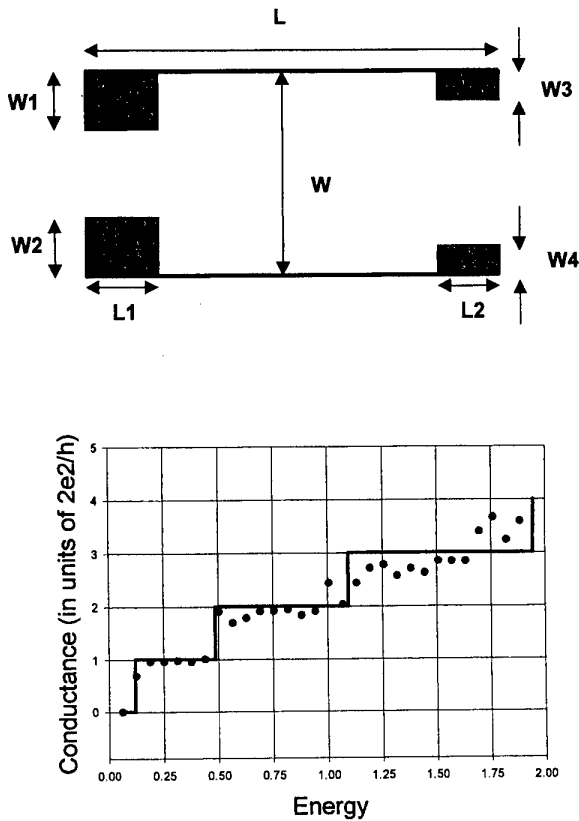 L
W1
W3
W
W2
W4
L1
L2
Conductance (in units of 2e2/h)
5
4
3
2
1
0
0.00 0.25 0.50 0.75 1.00 1.25 1.50 1.75 2.00
Energy